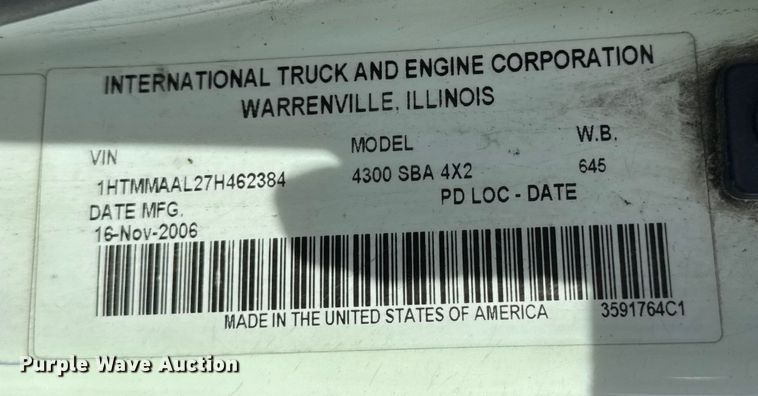 INTERNATIONAL TRUCK AND ENGINE CORPORATION
WARRENVILLE, ILLINOIS
VIN MODEL W.B.
1HTMMAAL27H462384 4300 SBA 4X2 645
DATE MFG. PD LOC - DATE
16-Nov-2006
MADE IN THE UNITED STATES OF AMERICA 3591764C1
Purple Wave Auction